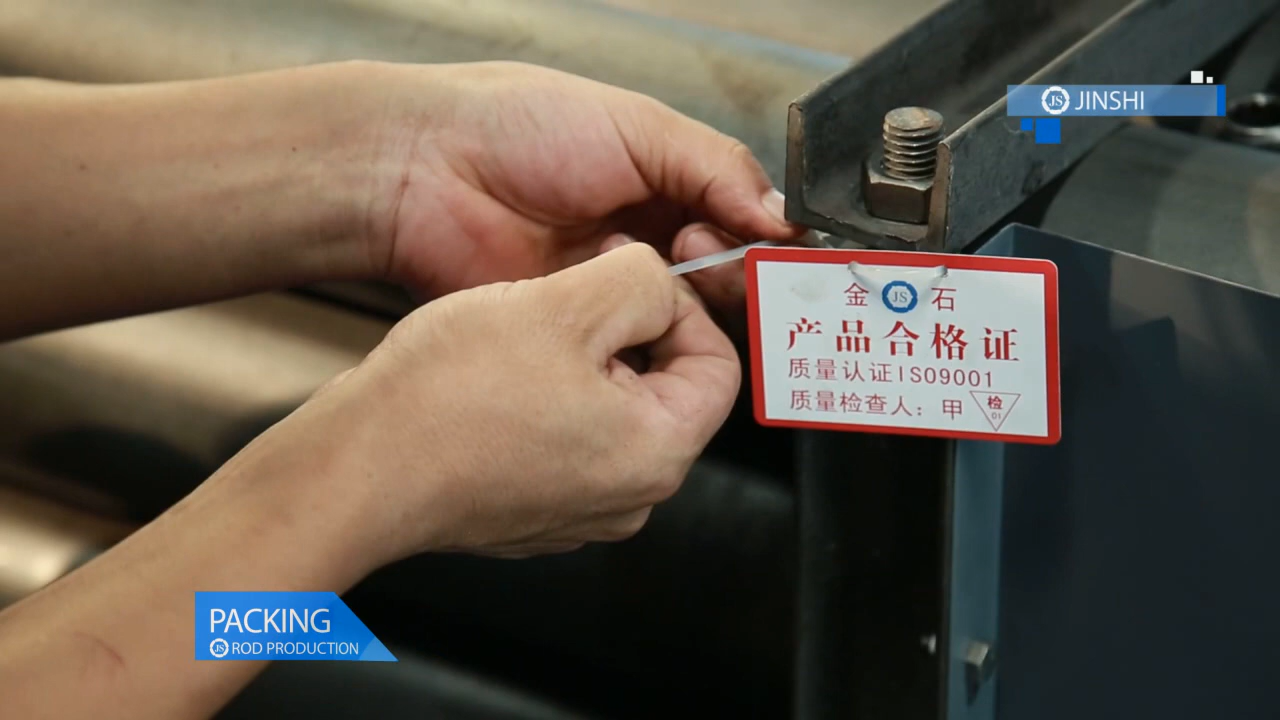 JS JINSHI
金 JS 石
产品合格证
质量认证ISO9001
质量检查人：甲
检
01
PACKING
JS ROD PRODUCTION